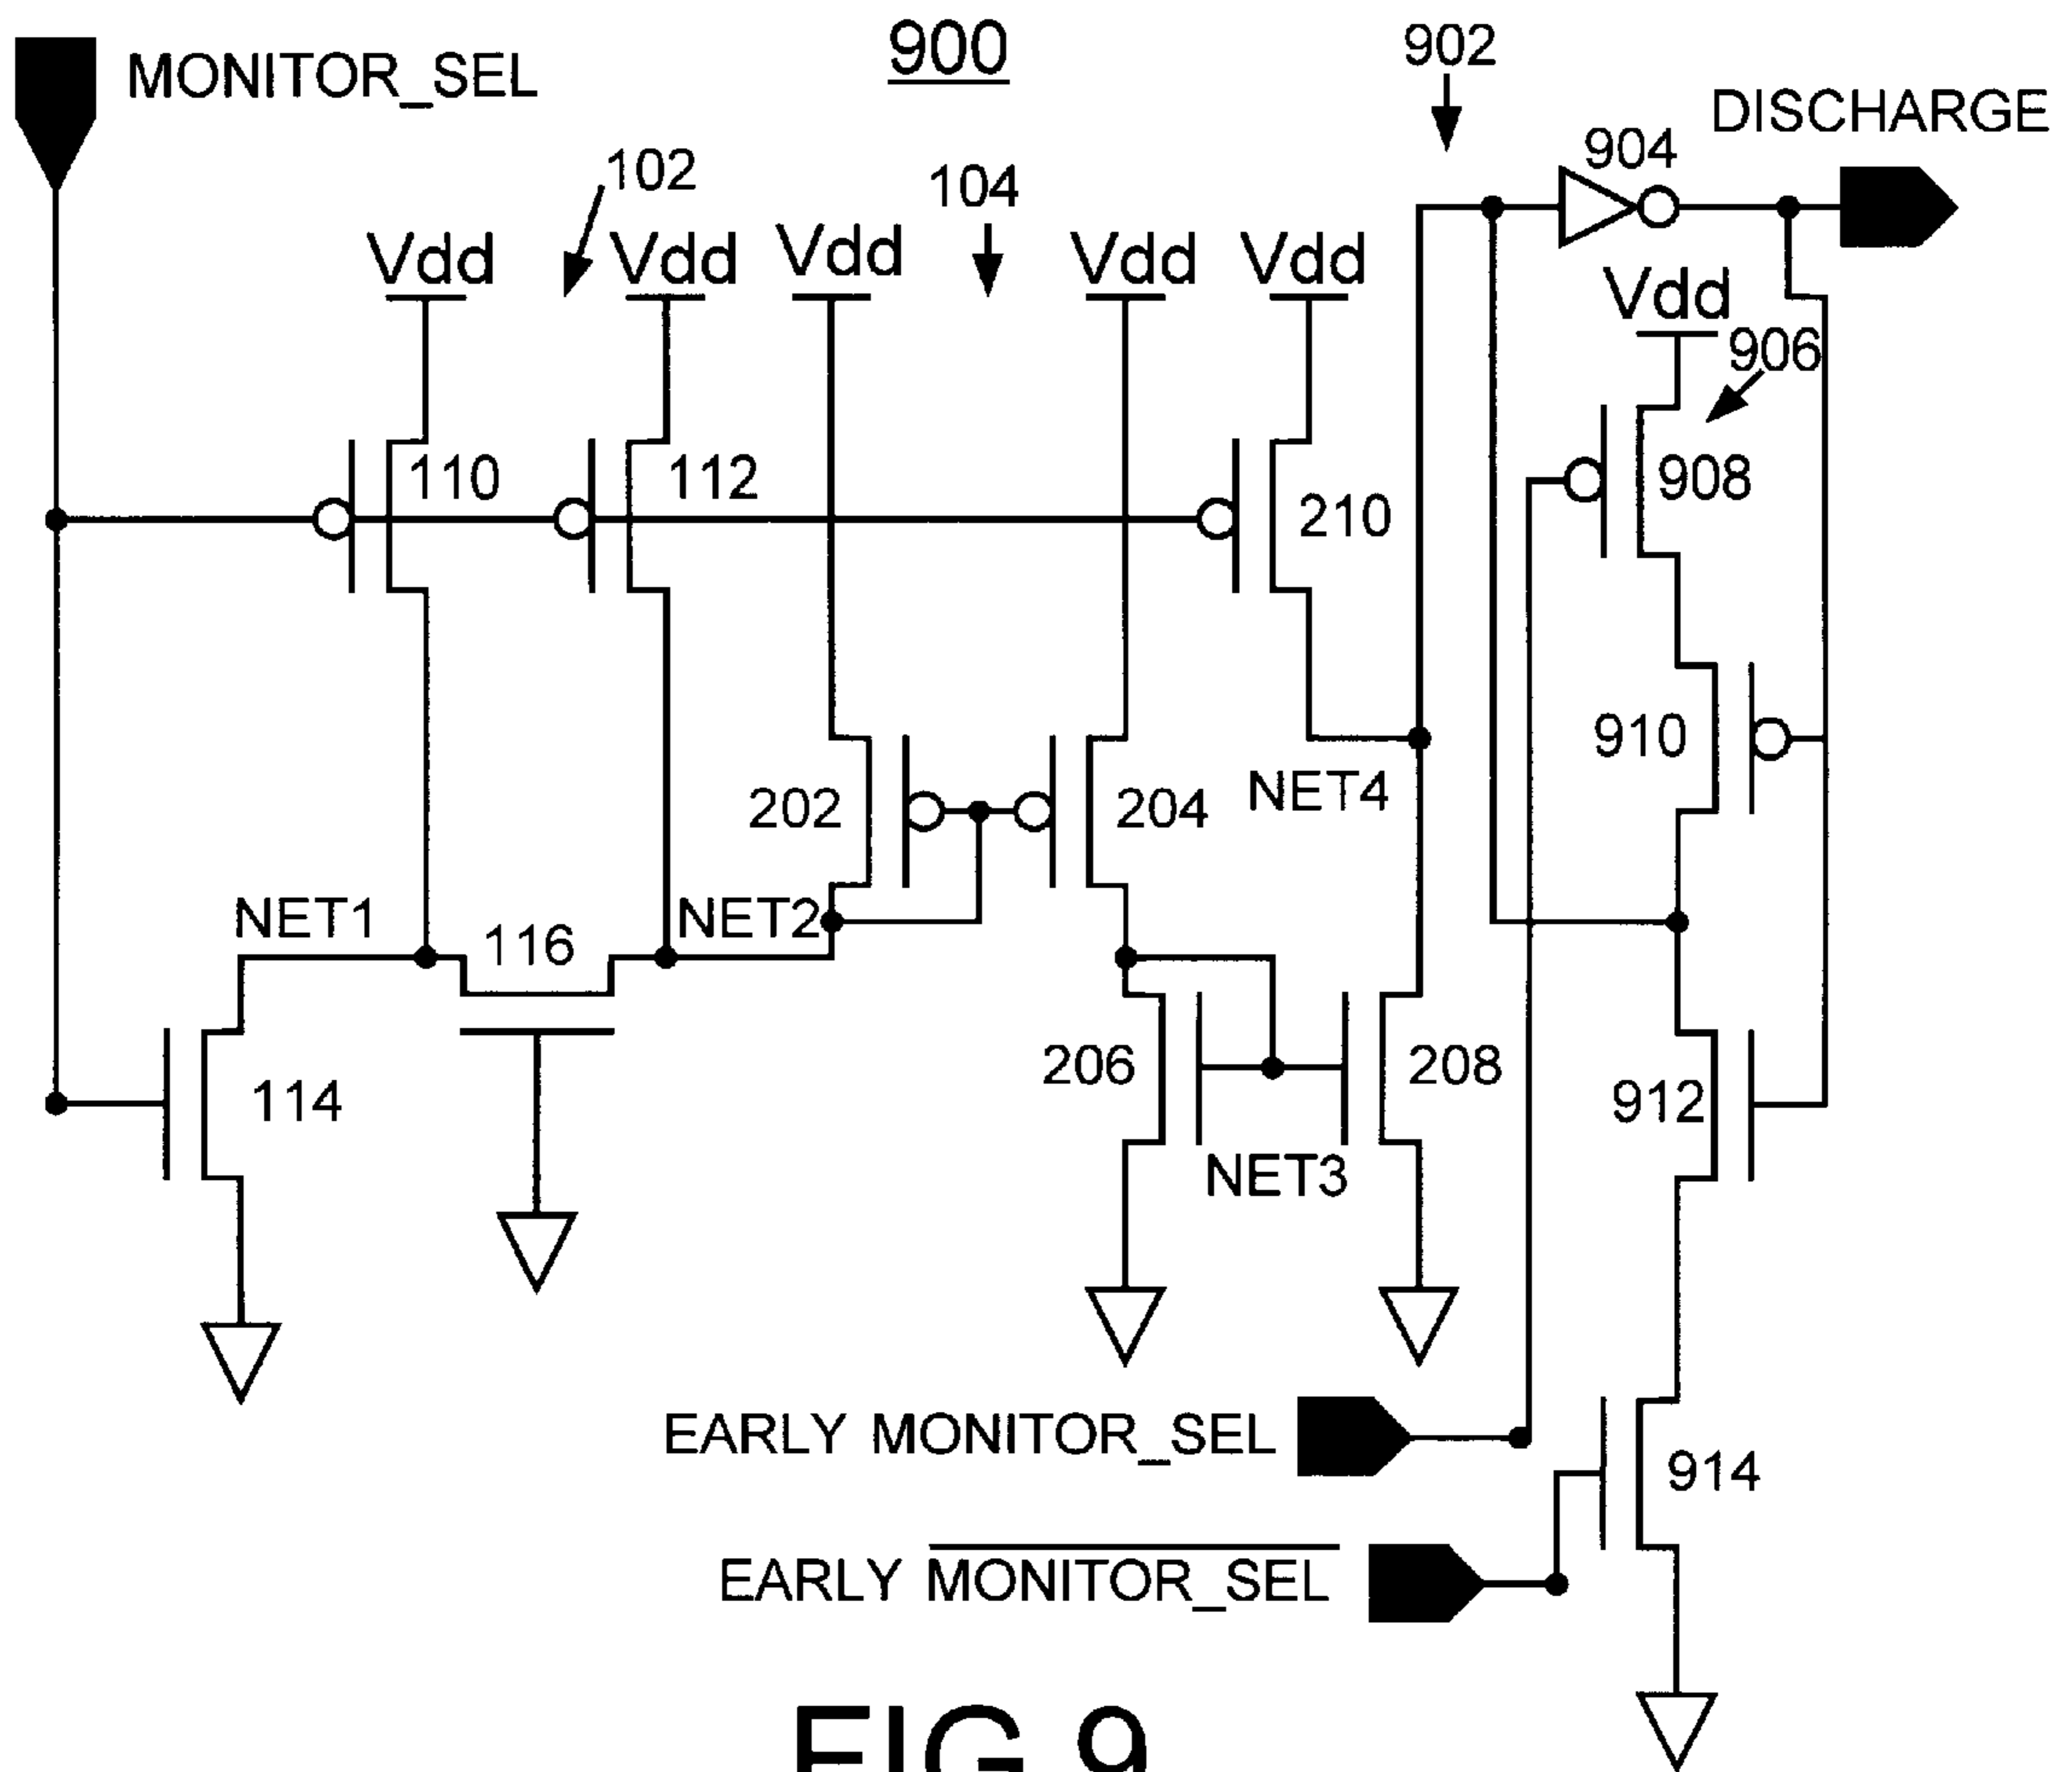 900
902
MONITOR_SEL
DISCHARGE
904
102
104
Vdd
Vdd
Vdd
Vdd
Vdd
Vdd
906
110
112
210
908
910
NET4
202
204
NET1
116
NET2
206
208
114
912
NET3
EARLY MONITOR_SEL
914
EARLY MONITOR_SEL
FIG 9